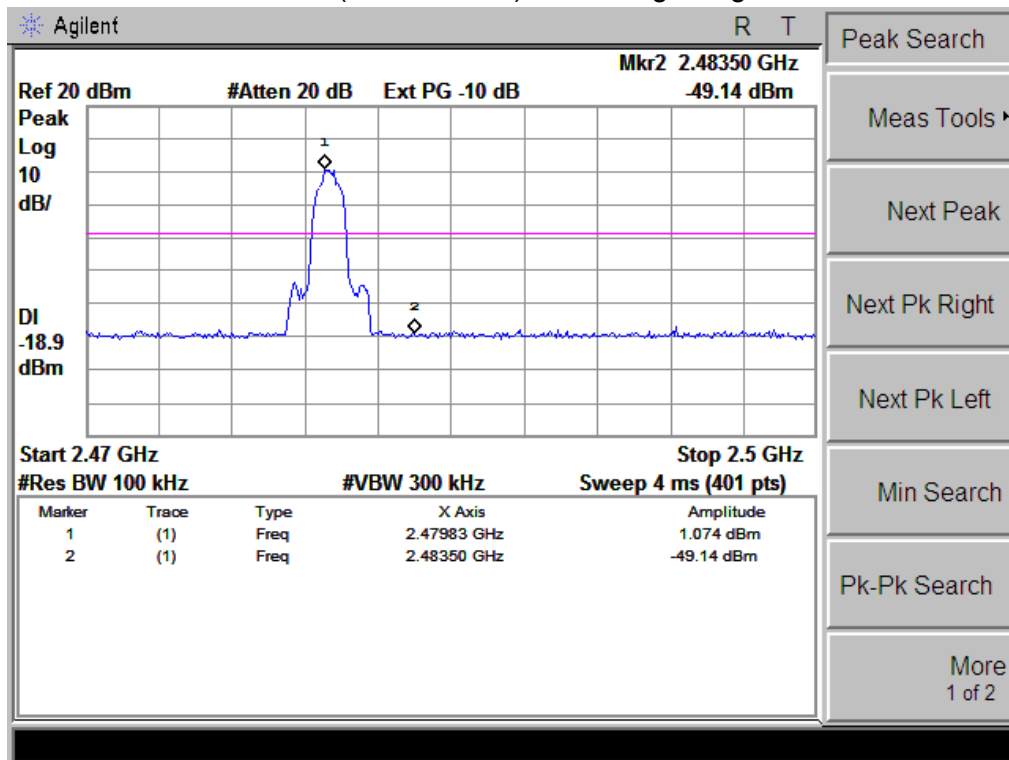 Agilent R T
Mkr2 2.48350 GHz
Ref 20 dBm #Atten 20 dB Ext PG -10 dB -49.14 dBm
Peak
Log
10
dB/
1
2
DI
-18.9
dBm
Start 2.47 GHz Stop 2.5 GHz
#Res BW 100 kHz #VBW 300 kHz Sweep 4 ms (401 pts)
Marker Trace Type X Axis Amplitude
1 (1) Freq 2.47983 GHz 1.074 dBm
2 (1) Freq 2.48350 GHz -49.14 dBm
Peak Search
Meas Tools
Next Peak
Next Pk Right
Next Pk Left
Min Search
Pk-Pk Search
More
1 of 2